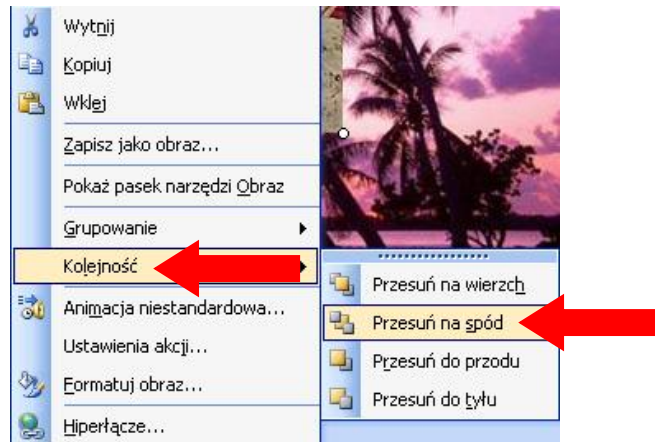 Wytnij
Kopiuj
Wklej
Zapisz jako obraz...
Pokaż pasek narzędzi Obraz
Grupowanie
Kolejność
Animacja niestandardowa...
Ustawienia akcji...
Formatuj obraz...
Hiperłącze...
Przesuń na wierzch
Przesuń na spód
Przesuń do przodu
Przesuń do tyłu